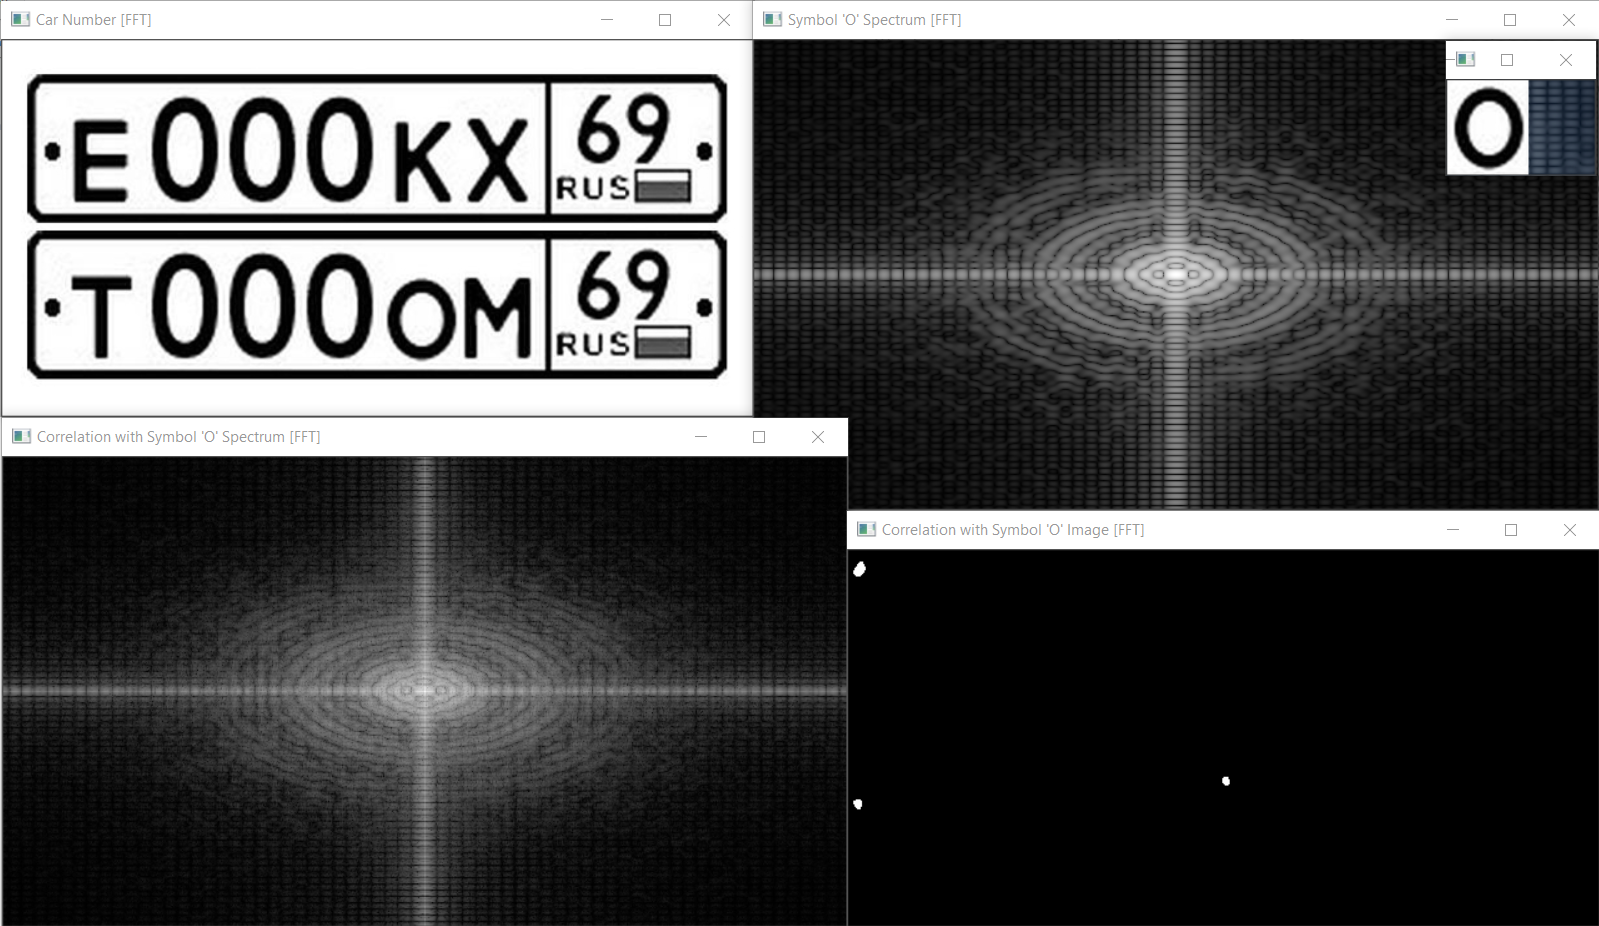 Car Number [FFT]
E000KX 69
RUS
T000OM 69
RUS
Symbol 'O' Spectrum [FFT]
O
Correlation with Symbol 'O' Spectrum [FFT]
Correlation with Symbol 'O' Image [FFT]